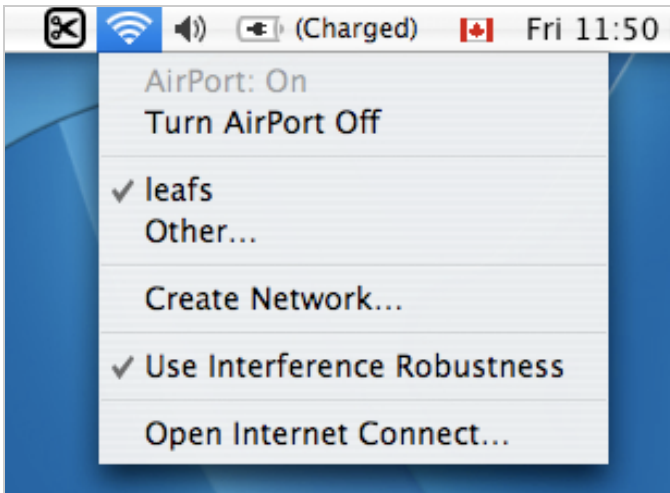 (Charged) Fri 11:50
AirPort: On
Turn AirPort Off
leafs
Other...
Create Network...
Use Interference Robustness
Open Internet Connect...